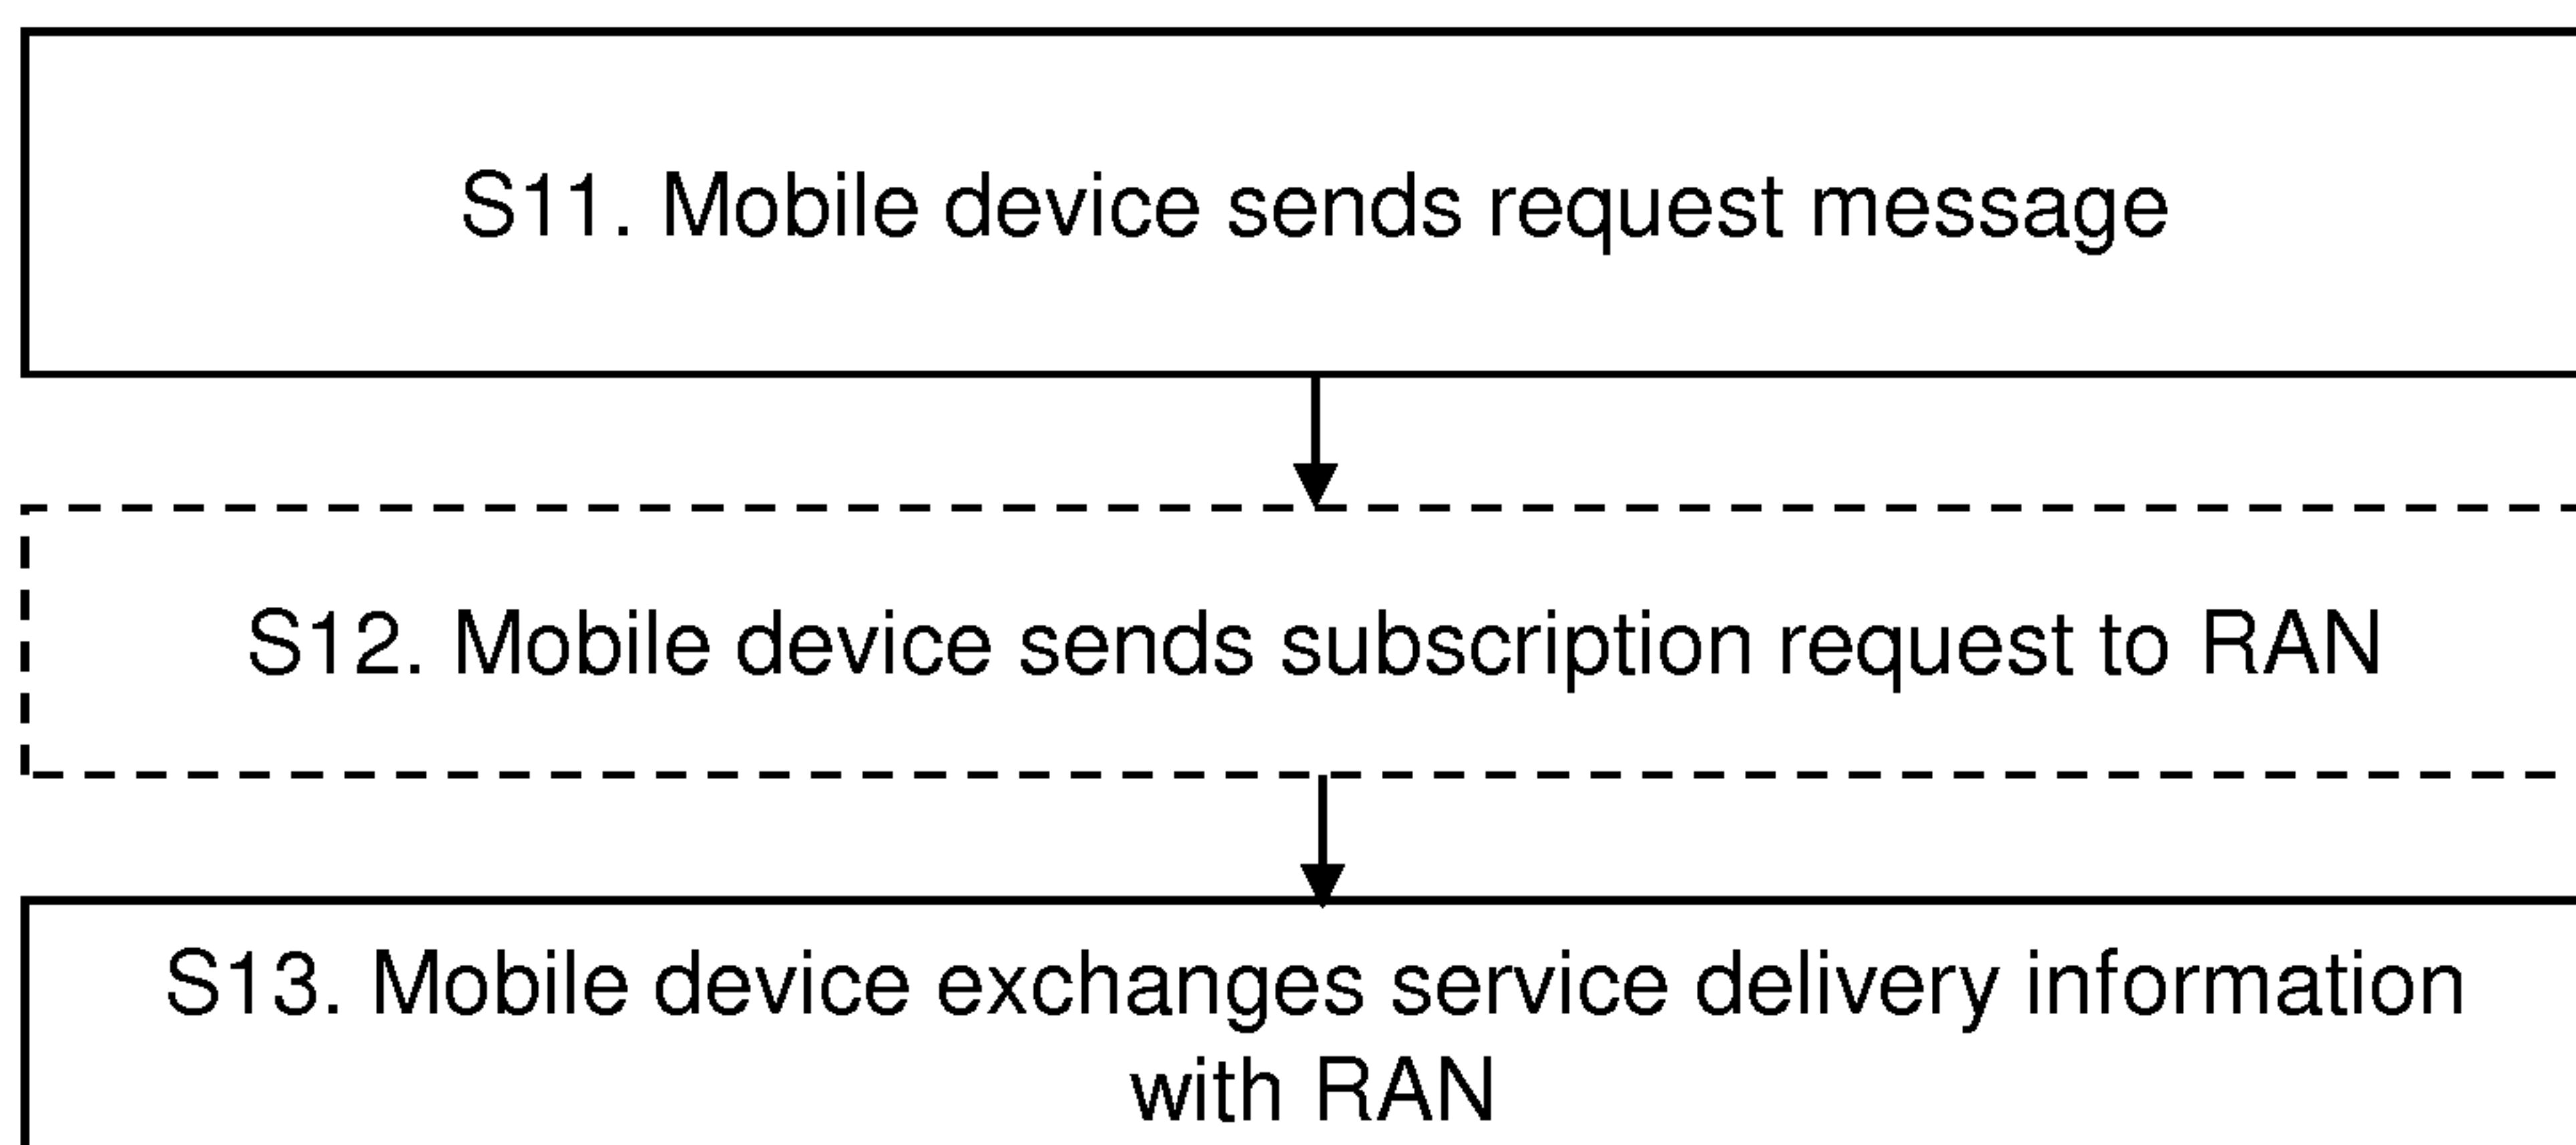 S11. Mobile device sends request message
S12. Mobile device sends subscription request to RAN
S13. Mobile device exchanges service delivery information
with RAN